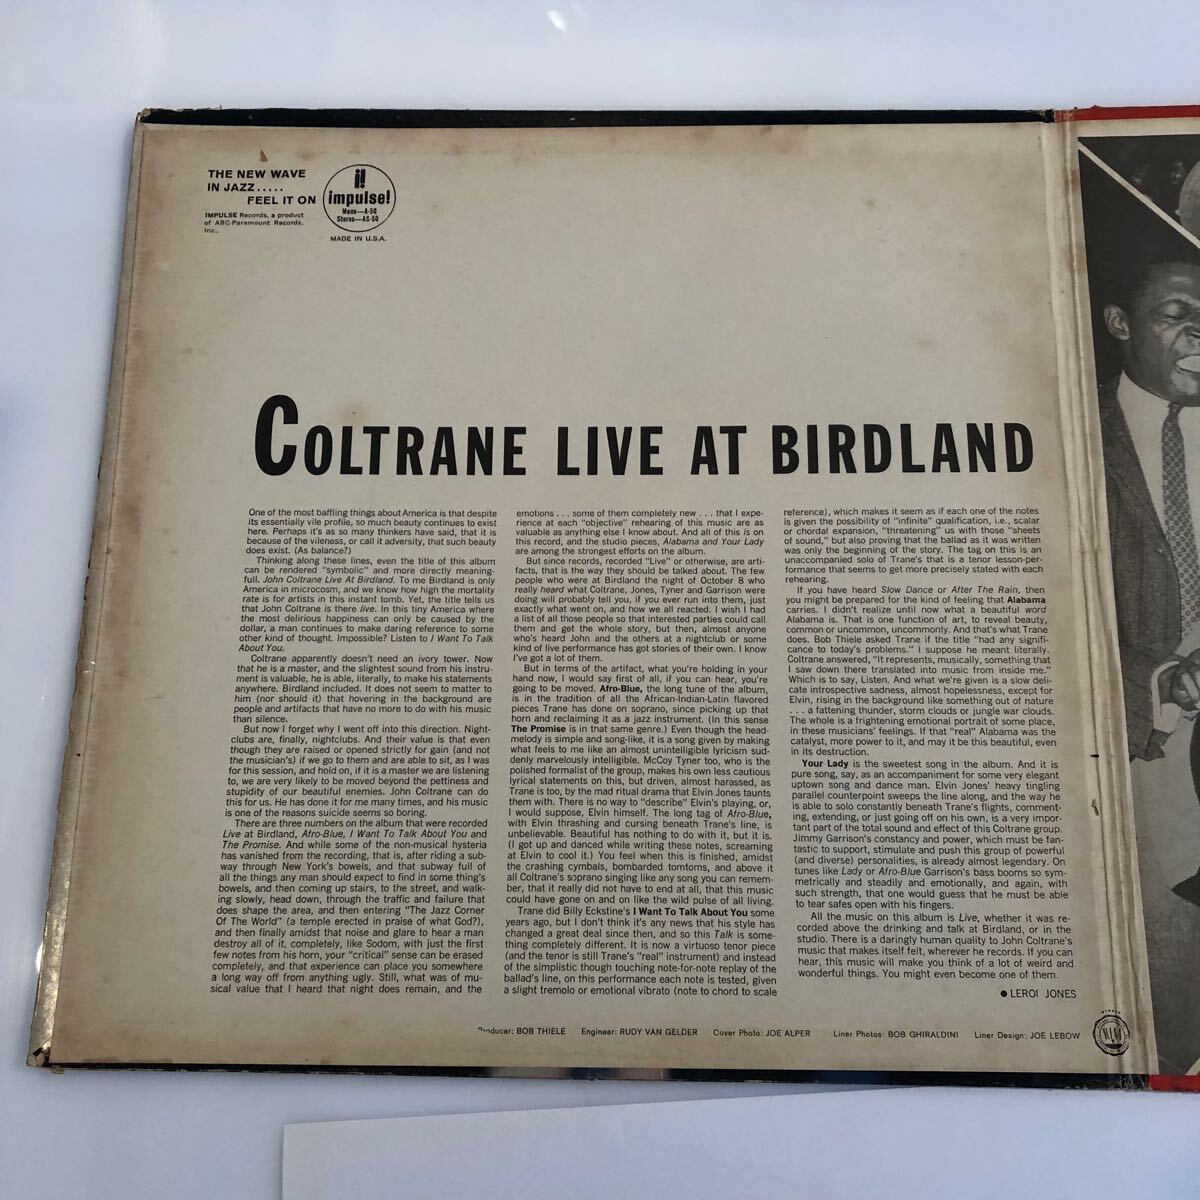 THE NEW WAVE
IN JAZZ.....
FEEL IT ON
IMPULSE Records, a product
of ABC-Paramount Records,
Inc.,
i!
impulse!
Mono—A-50
Stereo—AS-50
MADE IN U.S.A.
COLTRANE LIVE AT BIRDLAND
One of the most baffling things about America is that despite
its essentially vile profile, so much beauty continues to exist
here. Perhaps it's as so many thinkers have said, that it is
because of the vileness, or call it adversity, that such beauty
does exist. (As balance?)
Thinking along these lines, even the title of this album
can be rendered "symbolic" and more directly meaning-
full. John Coltrane Live At Birdland. To me Birdland is only
America in microcosm, and we know how high the mortality
rate is for artists in this instant tomb. Yet, the title tells us
that John Coltrane is there live. In this tiny America where
the most delirious happiness can only be caused by the
dollar, a man continues to make daring reference to some
other kind of thought. Impossible? Listen to I Want To Talk
About You.
Coltrane apparently doesn't need an ivory tower. Now
that he is a master, and the slightest sound from his instru-
ment is valuable, he is able, literally, to make his statements
anywhere. Birdland included. It does not seem to matter to
him (nor should it) that hovering in the background are
people and artifacts that have no more to do with his music
than silence.
But now I forget why I went off into this direction. Night-
clubs are, finally, nightclubs. And their value is that even
though they are raised or opened strictly for gain (and not
the musician's) if we go to them and are able to sit, as I was
for this session, and hold on, if it is a master we are listening
to, we are very likely to be moved beyond the pettiness and
stupidity of our beautiful enemies. John Coltrane can do
this for us. He has done it for me many times, and his music
is one of the reasons suicide seems so boring.
There are three numbers on the album that were recorded
Live at Birdland, Afro-Blue, I Want To Talk About You and
The Promise. And while some of the non-musical hysteria
has vanished from the recording, that is, after riding a sub-
way through New York's bowels, and that subway full of
all the things any man should expect to find in some thing's
bowels, and then coming up stairs, to the street, and walk-
ing slowly, head down, through the traffic and failure that
does shape the area, and then entering "The Jazz Corner
Of The World" (a temple erected in praise of what God?),
and then finally amidst that noise and glare to hear a man
destroy all of it, completely, like Sodom, with just the first
few notes from his horn, your "critical" sense can be erased
completely, and that experience can place you somewhere
a long way off from anything ugly. Still, what was of mu-
sical value that I heard that night does remain, and the
emotions . . . some of them completely new . . . that I expe-
rience at each "objective" rehearing of this music are as
valuable as anything else I know about. And all of this is on
this record, and the studio pieces, Alabama and Your Lady
are among the strongest efforts on the album.
But since records, recorded "Live" or otherwise, are arti-
facts, that is the way they should be talked about. The few
people who were at Birdland the night of October 8 who
really heard what Coltrane, Jones, Tyner and Garrison were
doing will probably tell you, if you ever run into them, just
exactly what went on, and how we all reacted. I wish I had
a list of all those people so that interested parties could call
them and get the whole story, but then, almost anyone
who's heard John and the others at a nightclub or some
kind of live performance has got stories of their own. I know
I've got a lot of them.
But in terms of the artifact, what you're holding in your
hand now, I would say first of all, if you can hear, you're
going to be moved. Afro-Blue, the long tune of the album,
is in the tradition of all the African-Indian-Latin flavored
pieces Trane has done on soprano, since picking up that
horn and reclaiming it as a jazz instrument. (In this sense
The Promise is in that same genre.) Even though the head-
melody is simple and song-like, it is a song given by making
what feels to me like an almost unintelligible lyricism sud-
denly marvelously intelligible. McCoy Tyner too, who is the
polished formalist of the group, makes his own less cautious
lyrical statements on this, but driven, almost harassed, as
Trane is too, by the mad ritual drama that Elvin Jones taunts
them with. There is no way to "describe" Elvin's playing, or,
I would suppose, Elvin himself. The long tag of Afro-Blue,
with Elvin thrashing and cursing beneath Trane's line, is
unbelievable. Beautiful has nothing to do with it, but it is.
(I got up and danced while writing these notes, screaming
at Elvin to cool it.) You feel when this is finished, amidst
the crashing cymbals, bombarded tomtoms, and above it
all Coltrane's soprano singing like any song you can remem-
ber, that it really did not have to end at all, that this music
could have gone on and on like the wild pulse of all living.
Trane did Billy Eckstine's I Want To Talk About You some
years ago, but I don't think it's any news that his style has
changed a great deal since then, and so this Talk is some-
thing completely different. It is now a virtuoso tenor piece
(and the tenor is still Trane's "real" instrument) and instead
of the simplistic though touching note-for-note replay of the
ballad's line, on this performance each note is tested, given
a slight tremolo or emotional vibrato (note to chord to scale
reference), which makes it seem as if each one of the notes
is given the possibility of "infinite" qualification, i.e., scalar
or chordal expansion, "threatening" us with those "sheets
of sound," but also proving that the ballad as it was written
was only the beginning of the story. The tag on this is an
unaccompanied solo of Trane's that is a tenor lesson-per-
formance that seems to get more precisely stated with each
rehearing.
If you have heard Slow Dance or After The Rain, then
you might be prepared for the kind of feeling that Alabama
carries. I didn't realize until now what a beautiful word
Alabama is. That is one function of art, to reveal beauty,
common or uncommon, uncommonly. And that's what Trane
does. Bob Thiele asked Trane if the title "had any signifi-
cance to today's problems." I suppose he meant literally.
Coltrane answered, "It represents, musically, something that
I saw down there translated into music from inside me."
Which is to say, Listen. And what we're given is a slow deli-
cate introspective sadness, almost hopelessness, except for
Elvin, rising in the background like something out of nature
. . . a fattening thunder, storm clouds or jungle war clouds.
The whole is a frightening emotional portrait of some place,
in these musicians' feelings. If that "real" Alabama was the
catalyst, more power to it, and may it be this beautiful, even
in its destruction.
Your Lady is the sweetest song in the album. And it is
pure song, say, as an accompaniment for some very elegant
uptown song and dance man. Elvin Jones' heavy tingling
parallel counterpoint sweeps the line along, and the way he
is able to solo constantly beneath Trane's flights, comment-
ing, extending, or just going off on his own, is a very impor-
tant part of the total sound and effect of this Coltrane group.
Jimmy Garrison's constancy and power, which must be fan-
tastic to support, stimulate and push this group of powerful
(and diverse) personalities, is already almost legendary. On
tunes like Lady or Afro-Blue Garrison's bass booms so sym-
metrically and steadily and emotionally, and again, with
such strength, that one would guess that he must be able
to tear safes open with his fingers.
All the music on this album is Live, whether it was re-
corded above the drinking and talk at Birdland, or in the
studio. There is a daringly human quality to John Coltrane's
music that makes itself felt, wherever he records. If you can
hear, this music will make you think of a lot of weird and
wonderful things. You might even become one of them.
● LEROI JONES
Producer: BOB THIELE Engineer: RUDY VAN GELDER Cover Photo: JOE ALPER Liner Photos: BOB GHIRALDINI Liner Design: JOE LEBOW